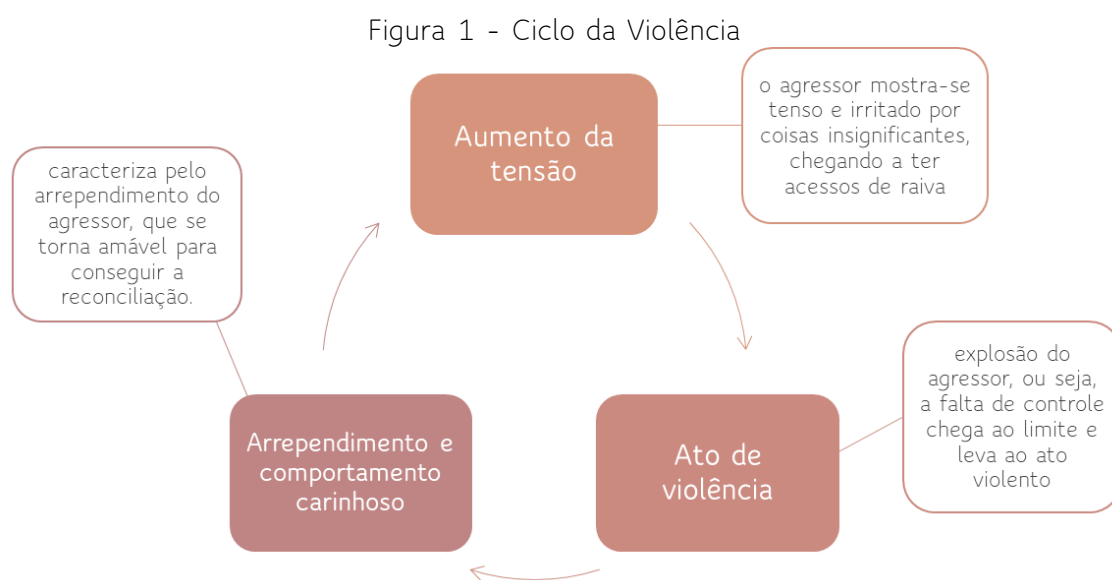 Figura 1 - Ciclo da Violência
Aumento da
tensão
o agressor mostra-se
tenso e irritado por
coisas insignificantes,
chegando a ter
acessos de raiva
Ato de
violência
explosão do
agressor, ou seja,
a falta de controle
chega ao limite e
leva ao ato
violento
Arrependimento e
comportamento
carinhoso
caracteriza pelo
arrependimento do
agressor, que se
torna amável para
conseguir a
reconciliação.